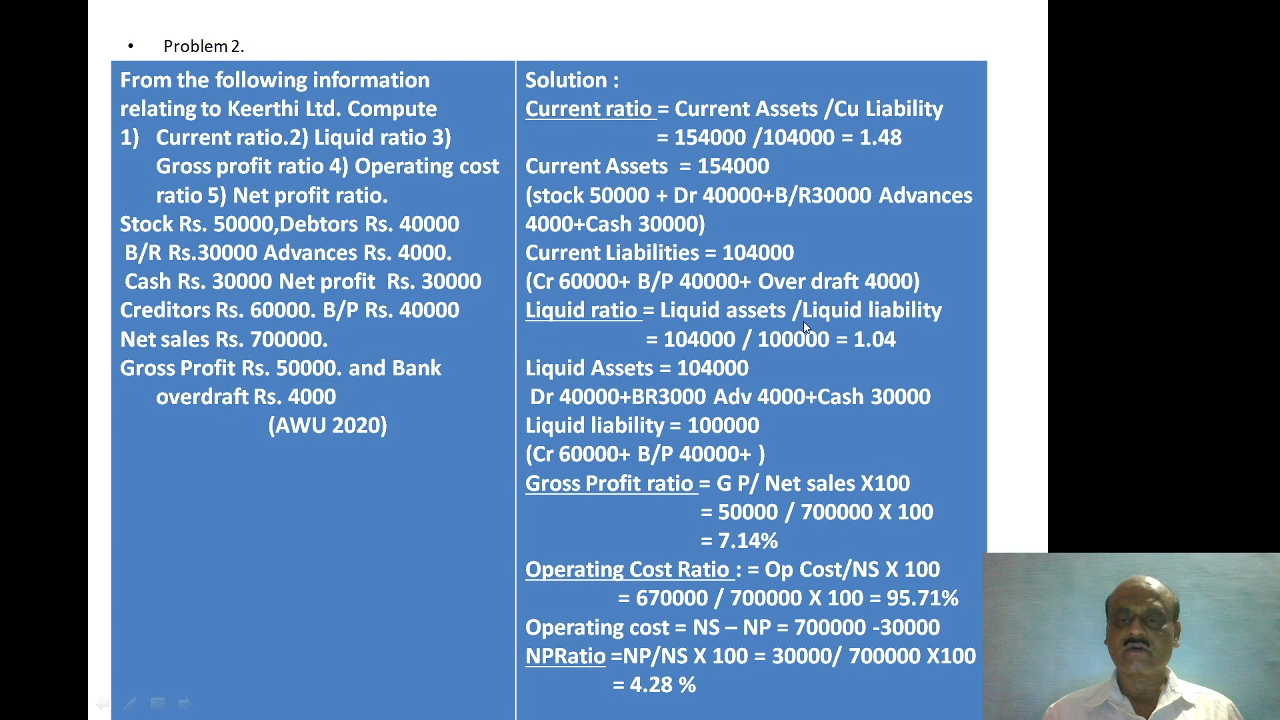 • Problem 2.
From the following information
relating to Keerthi Ltd. Compute
1) Current ratio.2) Liquid ratio 3)
Gross profit ratio 4) Operating cost
ratio 5) Net profit ratio.
Stock Rs. 50000,Debtors Rs. 40000
B/R Rs.30000 Advances Rs. 4000.
Cash Rs. 30000 Net profit Rs. 30000
Creditors Rs. 60000. B/P Rs. 40000
Net sales Rs. 700000.
Gross Profit Rs. 50000. and Bank
overdraft Rs. 4000
(AWU 2020)
Solution :
Current ratio = Current Assets /Cu Liability
= 154000 /104000 = 1.48
Current Assets = 154000
(stock 50000 + Dr 40000+B/R30000 Advances
4000+Cash 30000)
Current Liabilities = 104000
(Cr 60000+ B/P 40000+ Over draft 4000)
Liquid ratio = Liquid assets /Liquid liability
= 104000 / 100000 = 1.04
Liquid Assets = 104000
Dr 40000+BR3000 Adv 4000+Cash 30000
Liquid liability = 100000
(Cr 60000+ B/P 40000+ )
Gross Profit ratio = G P/ Net sales X100
= 50000 / 700000 X 100
= 7.14%
Operating Cost Ratio : = Op Cost/NS X 100
= 670000 / 700000 X 100 = 95.71%
Operating cost = NS – NP = 700000 -30000
NPRatio =NP/NS X 100 = 30000/ 700000 X100
= 4.28 %